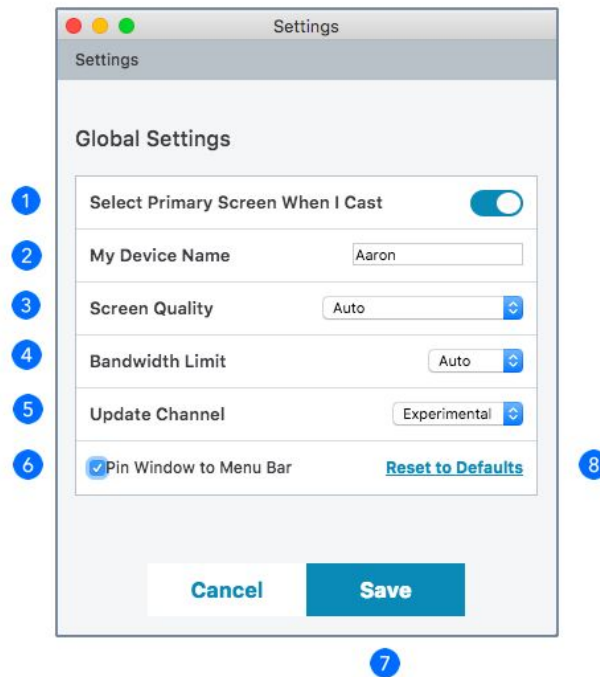 Settings
Settings
Global Settings
1 Select Primary Screen When I Cast
2 My Device Name Aaron
3 Screen Quality Auto
4 Bandwidth Limit Auto
5 Update Channel Experimental
6 Pin Window to Menu Bar Reset to Defaults 8
Cancel Save
7